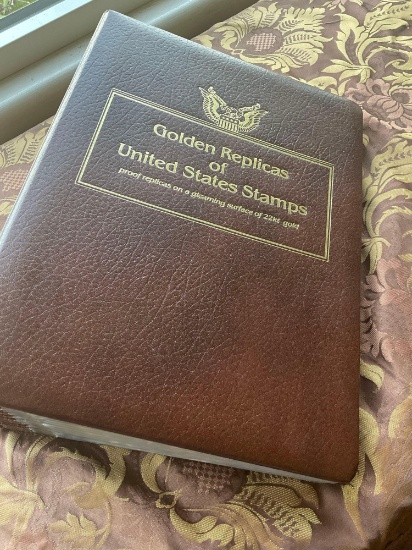 Golden Replicas
of
United States Stamps
proof replicas on a gleaming surface of 22kt gold